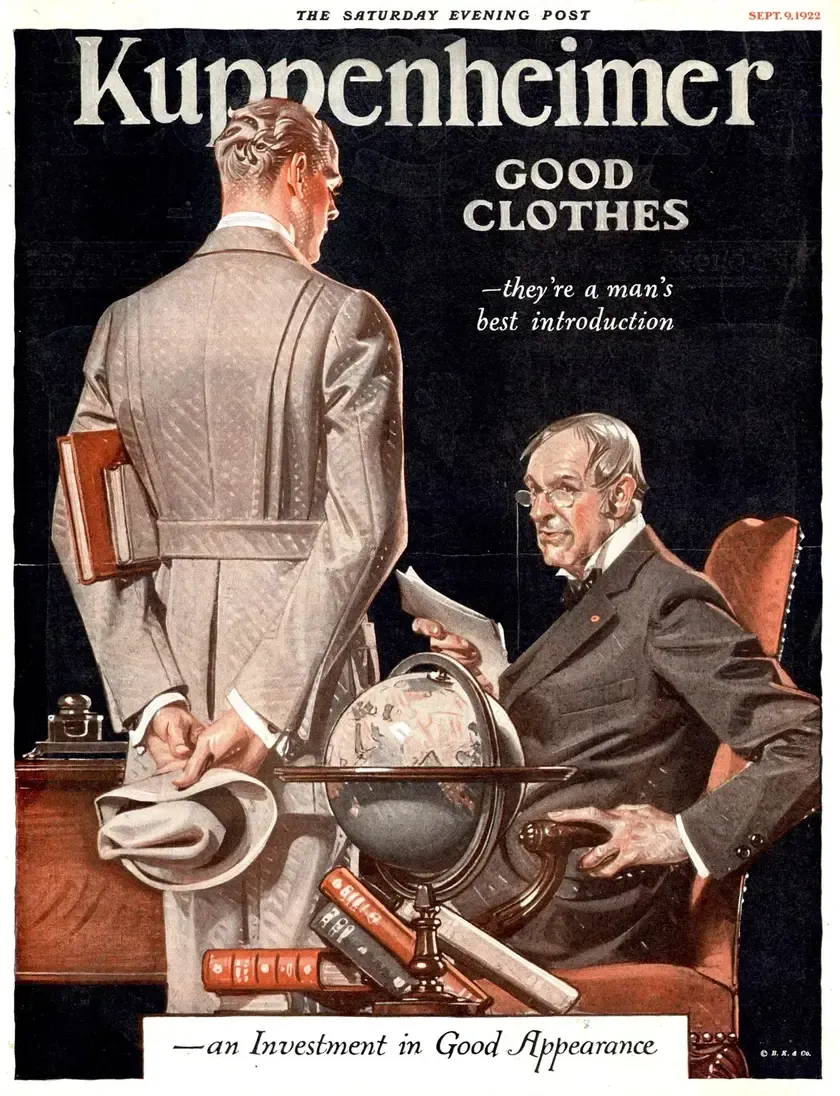 THE SATURDAY EVENING POST
SEPT. 9, 1922
Kuppenheimer
GOOD
CLOTHES
—they're a man's
best introduction
—an Investment in Good Appearance
© B. K. & Co.